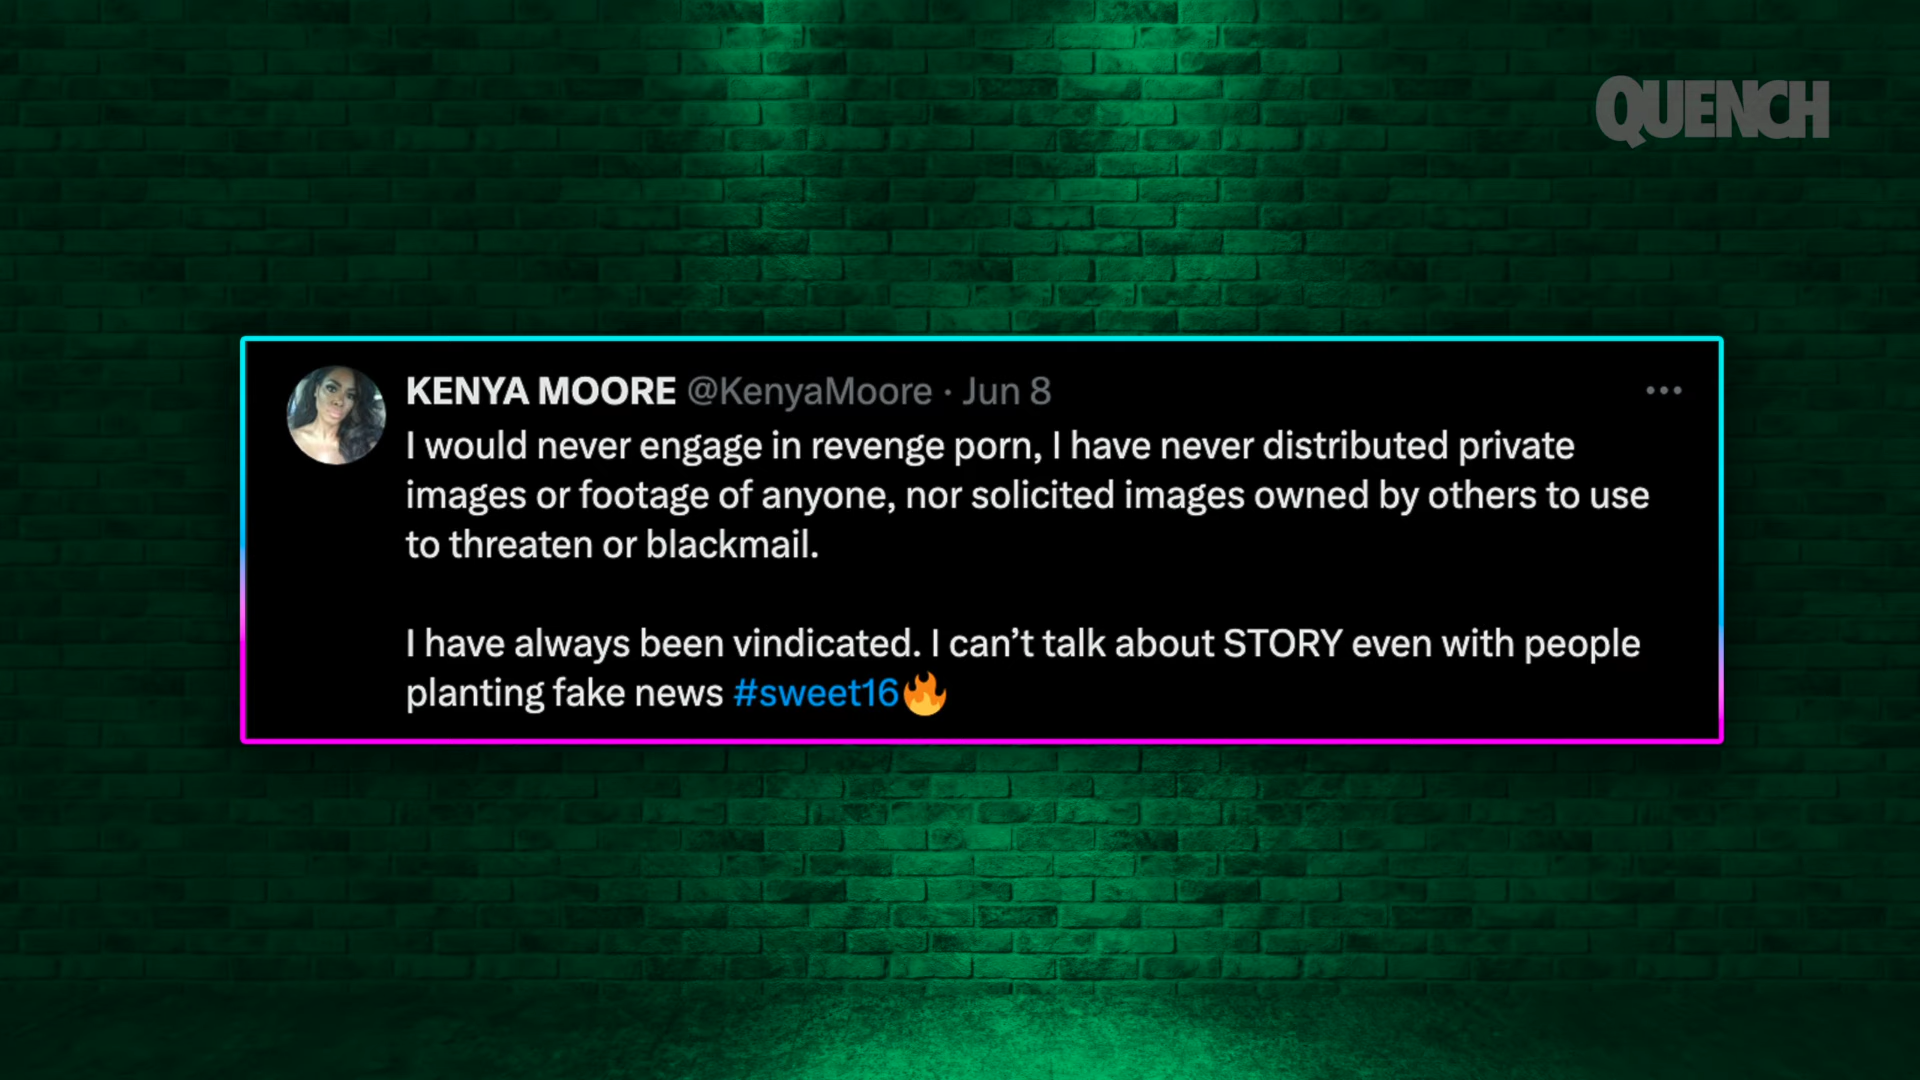 QUENCH
KENYA MOORE @KenyaMoore · Jun 8
I would never engage in revenge porn, I have never distributed private
images or footage of anyone, nor solicited images owned by others to use
to threaten or blackmail.
I have always been vindicated. I can’t talk about STORY even with people
planting fake news #sweet16🔥